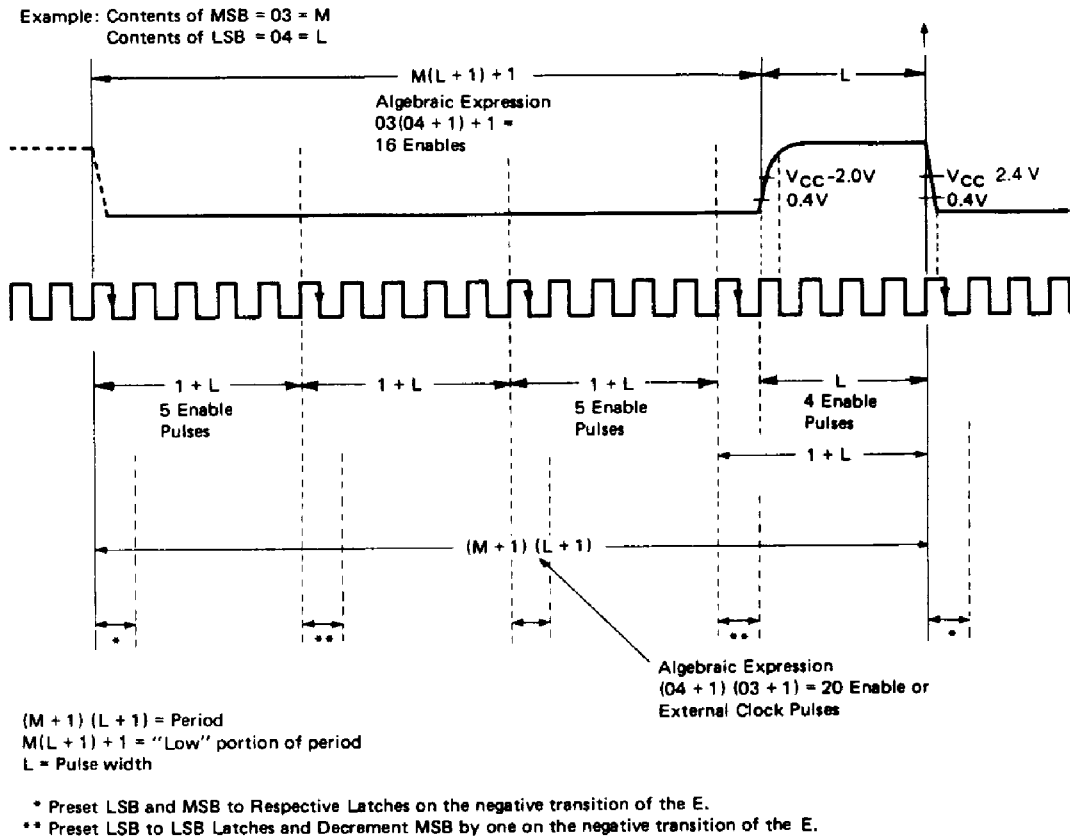 Example: Contents of MSB = 03 = M
Contents of LSB = 04 = L
M(L + 1) + 1
L
Algebraic Expression
03(04 + 1) + 1 =
16 Enables
VCC -2.0V
0.4V
VCC 2.4 V
0.4V
1 + L
1 + L
1 + L
L
5 Enable
Pulses
5 Enable
Pulses
4 Enable
Pulses
1 + L
(M + 1) (L + 1)
*
**
**
*
Algebraic Expression
(04 + 1) (03 + 1) = 20 Enable or
External Clock Pulses
(M + 1) (L + 1) = Period
M(L + 1) + 1 = "Low" portion of period
L = Pulse width
* Preset LSB and MSB to Respective Latches on the negative transition of the E.
** Preset LSB to LSB Latches and Decrement MSB by one on the negative transition of the E.